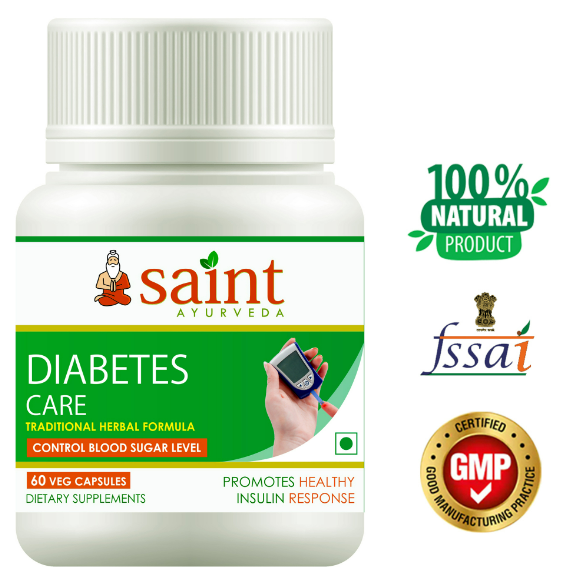 saint
AYURVEDA
DIABETES
CARE
TRADITIONAL HERBAL FORMULA
CONTROL BLOOD SUGAR LEVEL
60 VEG CAPSULES
DIETARY SUPPLEMENTS
PROMOTES HEALTHY
INSULIN RESPONSE
100%
NATURAL
PRODUCT
fssai
CERTIFIED
GMP
GOOD MANUFACTURING PRACTICE